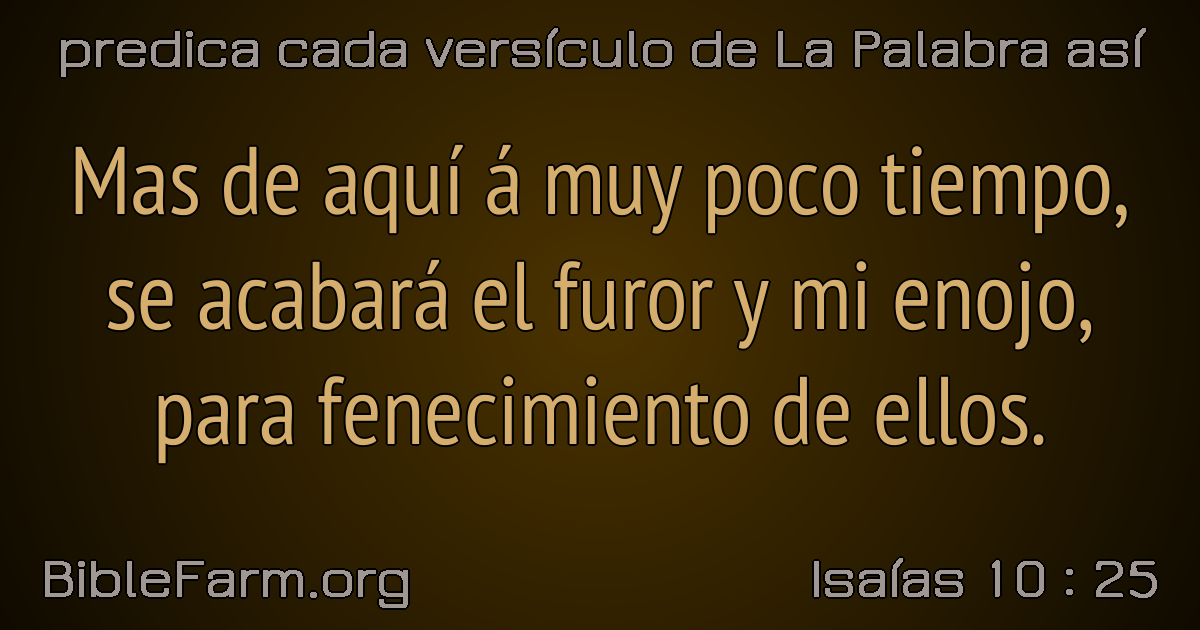 predica cada versículo de La Palabra así
Mas de aquí á muy poco tiempo,
se acabará el furor y mi enojo,
para fenecimiento de ellos.
BibleFarm.org
Isaías 10 : 25